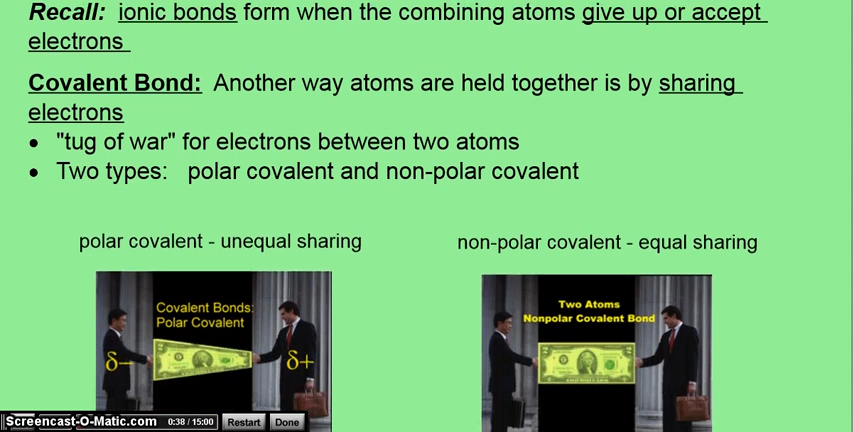 Recall: ionic bonds form when the combining atoms give up or accept
electrons
Covalent Bond: Another way atoms are held together is by sharing
electrons
• "tug of war" for electrons between two atoms
• Two types: polar covalent and non-polar covalent
polar covalent - unequal sharing
non-polar covalent - equal sharing
Covalent Bonds:
Polar Covalent
δ−
δ+
Two Atoms
Nonpolar Covalent Bond
Screencast-O-Matic.com 0:38 / 15:00 Restart Done